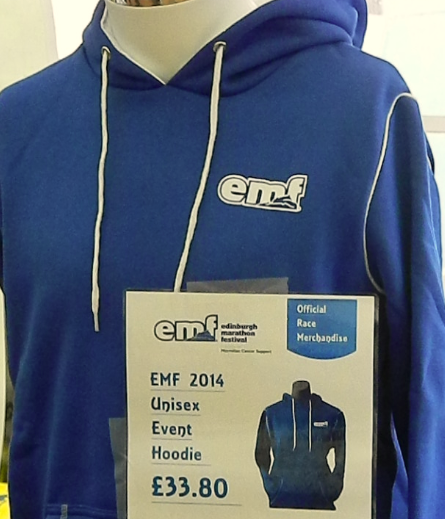 emf
emf edinburgh
marathon
festival
Macmillan Cancer Support
Official
Race
Merchandise
EMF 2014
Unisex
Event
Hoodie
£33.80
emf